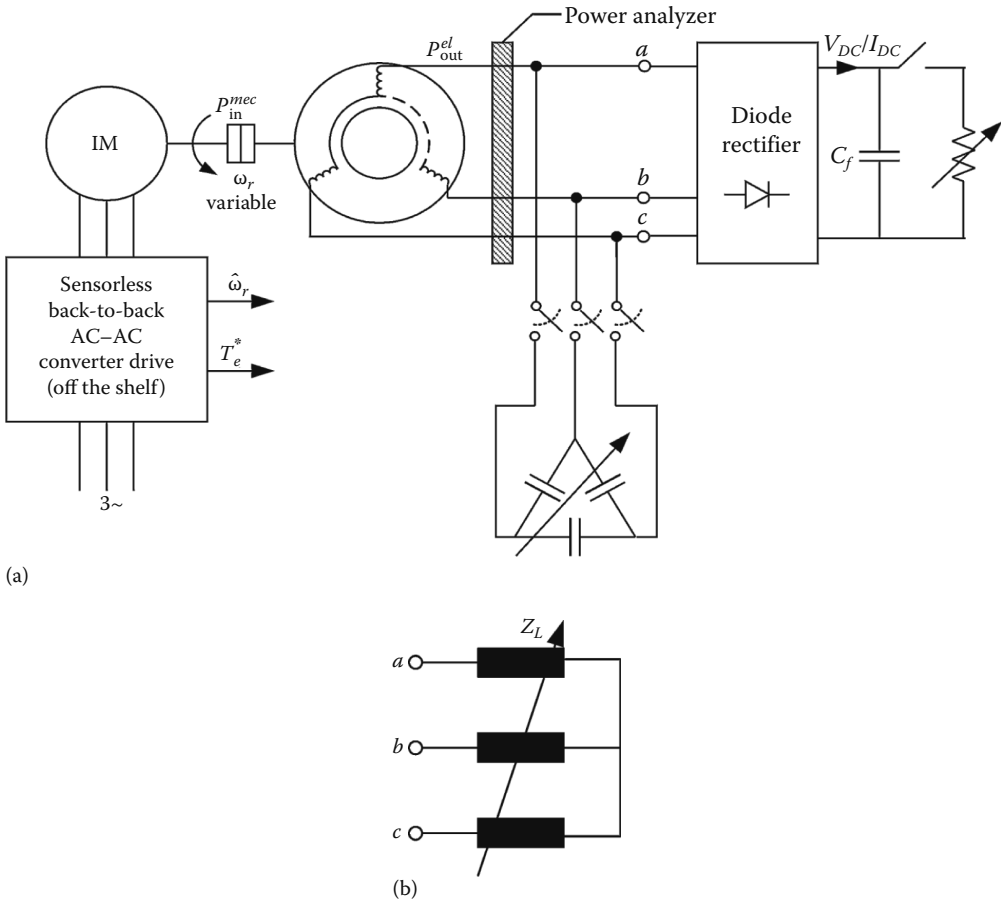 Power analyzer
P_out^el
a
V_DC/I_DC
P_in^mec
IM
Diode
rectifier
C_f
ω_r
variable
b
c
Sensorless
back-to-back
AC–AC
converter drive
(off the shelf)
ω̂_r
T_e^*
3~
(a)
Z_L
a
b
c
(b)